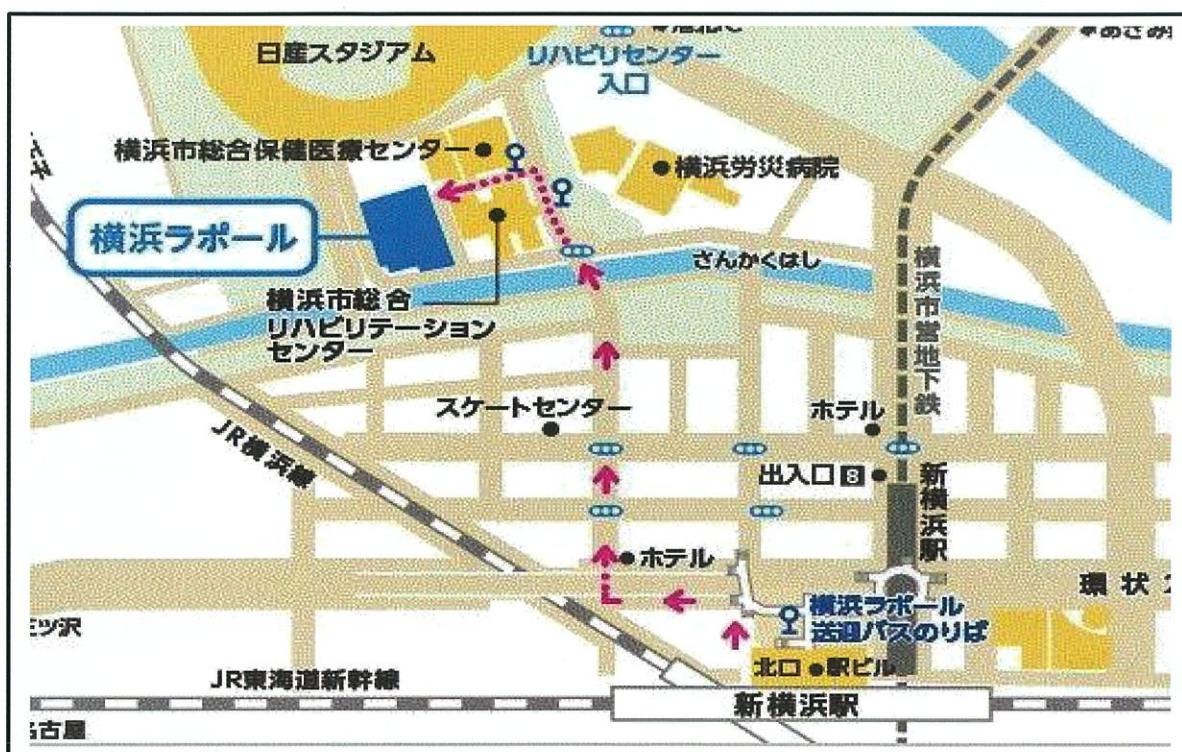 日産スタジアム
リハビリセンター
入口
横浜市総合保健医療センター
横浜労災病院
横浜ラポール
さんかくはし
横浜市総合
リハビリテーション
センター
横浜市営地下鉄
スケートセンター
ホテル
JR横浜線
出入口 8
新横浜駅
ホテル
環状
横浜ラポール
送迎バスのりば
三ツ沢
北口
駅ビル
JR東海道新幹線
新横浜駅
名古屋